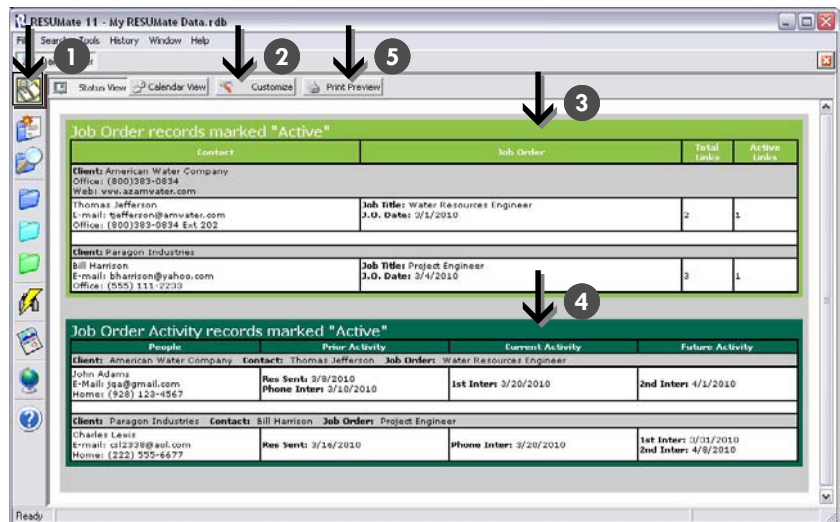 RESUMate 11 - My RESUMate Data.rdb
Search Tools History Window Help
1
2
5
Status View
Calendar View
Customize
Print Preview
3
Job Order records marked "Active"
Contact
Job Order
Total Links
Active Links
Client: American Water Company
Office: (800)383-0834
Web: www.azamwater.com
Thomas Jefferson
E-mail: tjefferson@amwater.com
Office: (800)383-0834 Ext 202
Job Title: Water Resources Engineer
J.O. Date: 3/1/2010
2
1
Client: Paragon Industries
Bill Harrison
E-mail: bharrison@yahoo.com
Office: (555) 111-2233
Job Title: Project Engineer
J.O. Date: 3/4/2010
3
1
4
Job Order Activity records marked "Active"
People
Prior Activity
Current Activity
Future Activity
Client: American Water Company Contact: Thomas Jefferson Job Order: Water Resources Engineer
John Adams
E-Mail: jqa@gmail.com
Home: (928) 123-4567
Res Sent: 3/8/2010
Phone Inter: 3/10/2010
1st Inter: 3/20/2010
2nd Inter: 4/1/2010
Client: Paragon Industries Contact: Bill Harrison Job Order: Project Engineer
Charles Lewis
E-mail: csl2338@aol.com
Home: (222) 555-6677
Res Sent: 3/16/2010
Phone Inter: 3/20/2010
1st Inter: 3/31/2010
2nd Inter: 4/8/2010
Ready